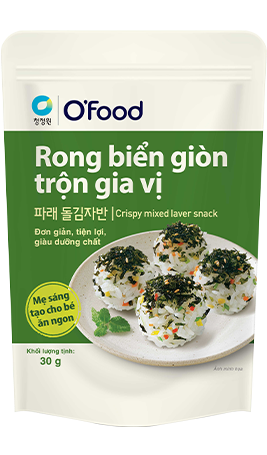 청정원
O'Food
Rong biển giòn
trộn gia vị
파래 돌김자반 | Crispy mixed laver snack
Đơn giản, tiện lợi,
giàu dưỡng chất
Mẹ sáng
tạo cho bé
ăn ngon
Khối lượng tịnh:
30 g